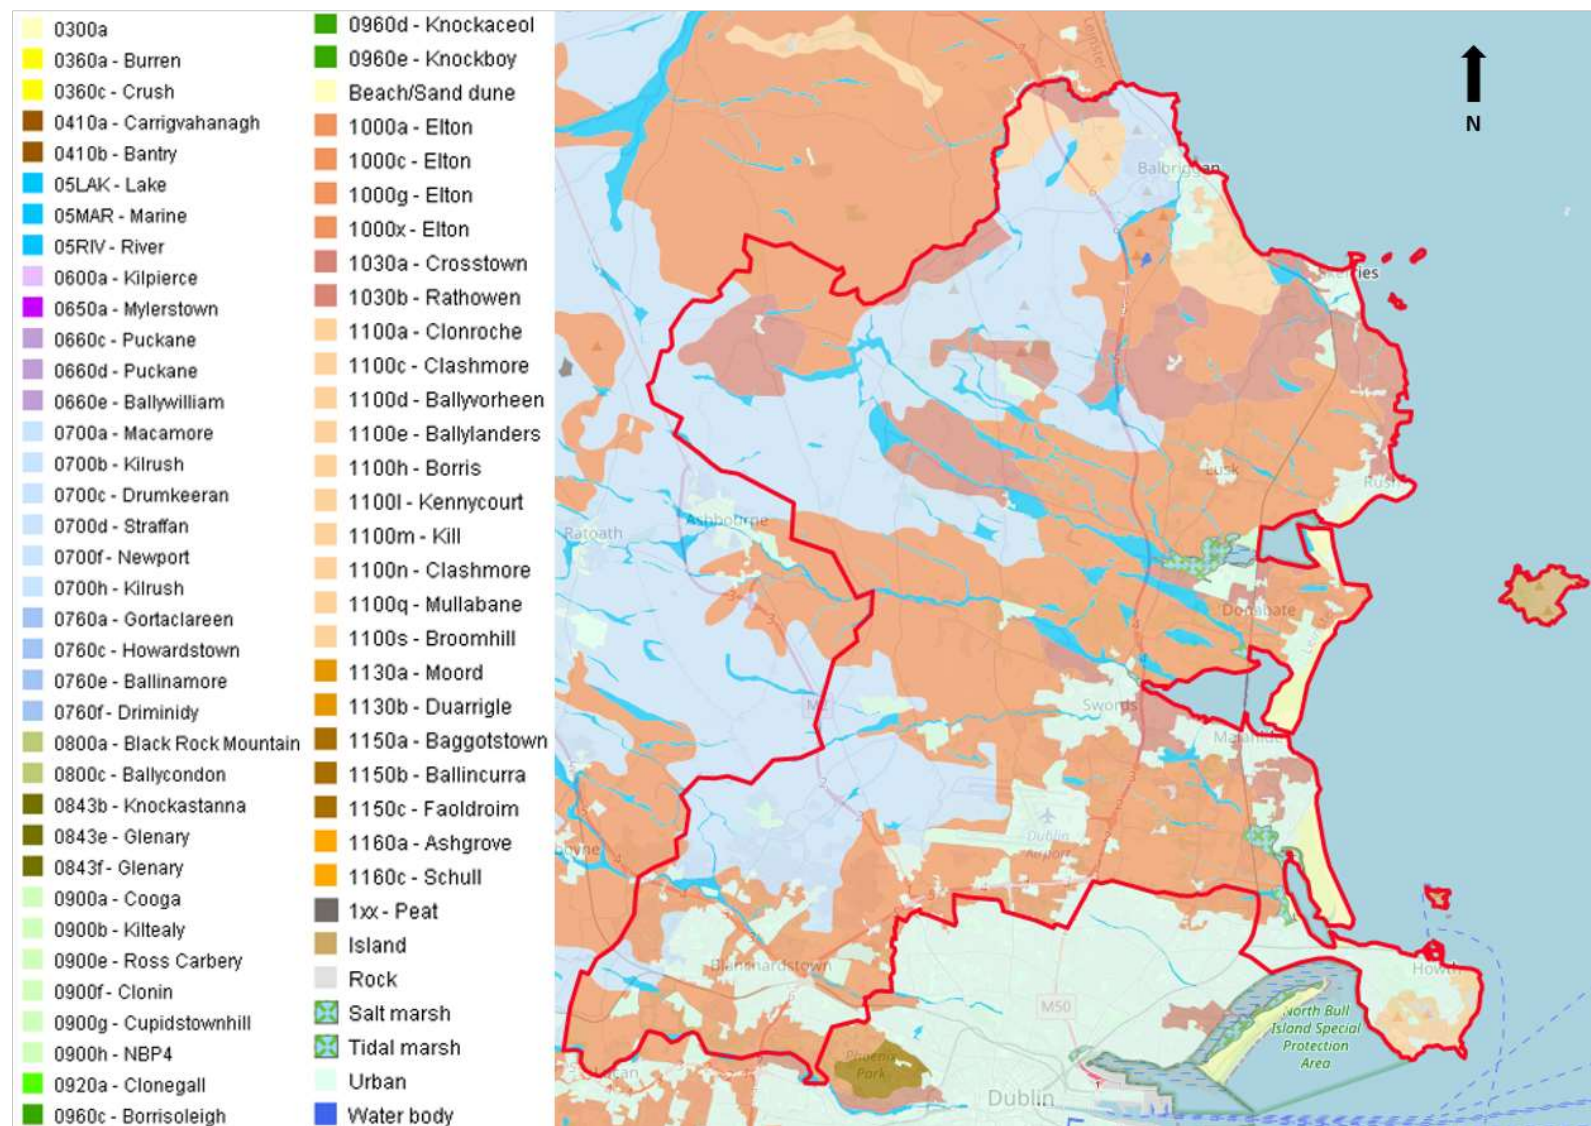 0300a
0360a - Burren
0360c - Crush
0410a - Carrigvahanagh
0410b - Bantry
05LAK - Lake
05MAR - Marine
05RIV - River
0600a - Kilpierce
0650a - Mylerstown
0660c - Puckane
0660d - Puckane
0660e - Ballywilliam
0700a - Macamore
0700b - Kilrush
0700c - Drumkeeran
0700d - Straffan
0700f - Newport
0700h - Kilrush
0760a - Gortaclareen
0760c - Howardstown
0760e - Ballinamore
0760f - Driminidy
0800a - Black Rock Mountain
0800c - Ballycondon
0843b - Knockastanna
0843e - Glenary
0843f - Glenary
0900a - Cooga
0900b - Kiltealy
0900e - Ross Carbery
0900f - Clonin
0900g - Cupidstownhill
0900h - NBP4
0920a - Clonegall
0960c - Borrisoleigh
0960d - Knockaceol
0960e - Knockboy
Beach/Sand dune
1000a - Elton
1000c - Elton
1000g - Elton
1000x - Elton
1030a - Crosstown
1030b - Rathowen
1100a - Clonroche
1100c - Clashmore
1100d - Ballyvorheen
1100e - Ballylanders
1100h - Borris
1100l - Kennycourt
1100m - Kill
1100n - Clashmore
1100q - Mullabane
1100s - Broomhill
1130a - Moord
1130b - Duarrigle
1150a - Baggotstown
1150b - Ballincurra
1150c - Faoldroim
1160a - Ashgrove
1160c - Schull
1xx - Peat
Island
Rock
Salt marsh
Tidal marsh
Urban
Water body
Leinster
N
Balbriggan
Lusk
Rush
Ashbourne
Ratoath
Donabate
M2
Swords
Malahide
Dublin
Airport
Blanchardstown
Howth
M50
North Bull
Island Special
Protection
Area
Phoenix
Park
Lucan
Dublin